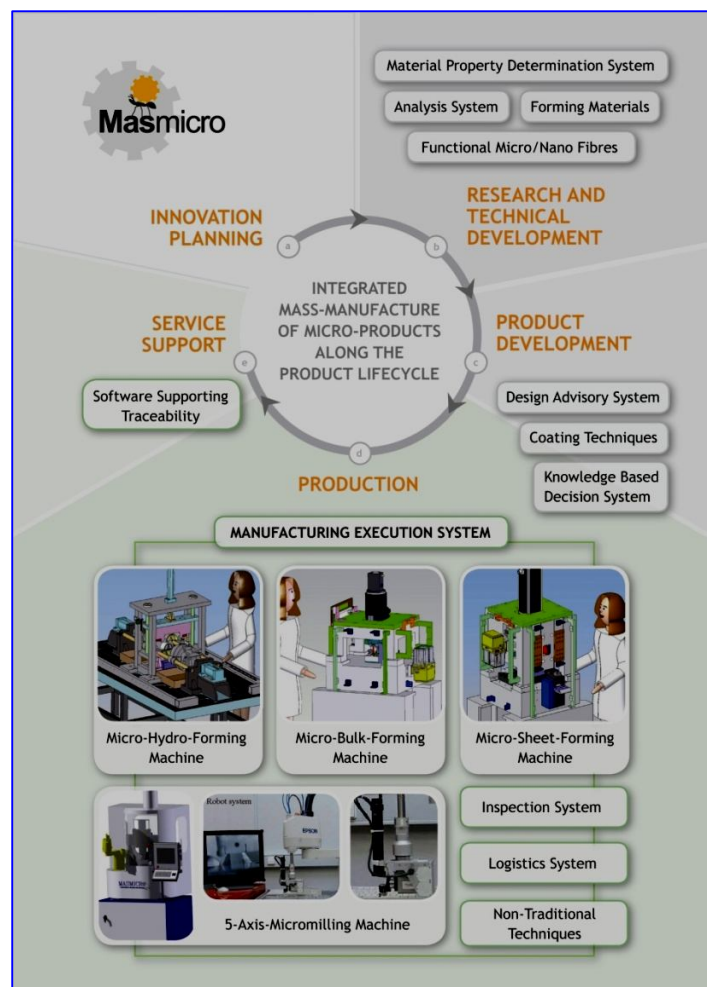 Masmicro
Material Property Determination System
Analysis System
Forming Materials
Functional Micro/Nano Fibres
INNOVATION
PLANNING
RESEARCH AND
TECHNICAL
DEVELOPMENT
a
b
INTEGRATED
MASS-MANUFACTURE
OF MICRO-PRODUCTS
ALONG THE
PRODUCT LIFECYCLE
SERVICE
SUPPORT
e
c
PRODUCT
DEVELOPMENT
Software Supporting
Traceability
Design Advisory System
Coating Techniques
Knowledge Based
Decision System
d
PRODUCTION
MANUFACTURING EXECUTION SYSTEM
Micro-Hydro-Forming
Machine
Micro-Bulk-Forming
Machine
Micro-Sheet-Forming
Machine
Robot system
EPSON
MASMICRO
5-Axis-Micromilling Machine
Inspection System
Logistics System
Non-Traditional
Techniques